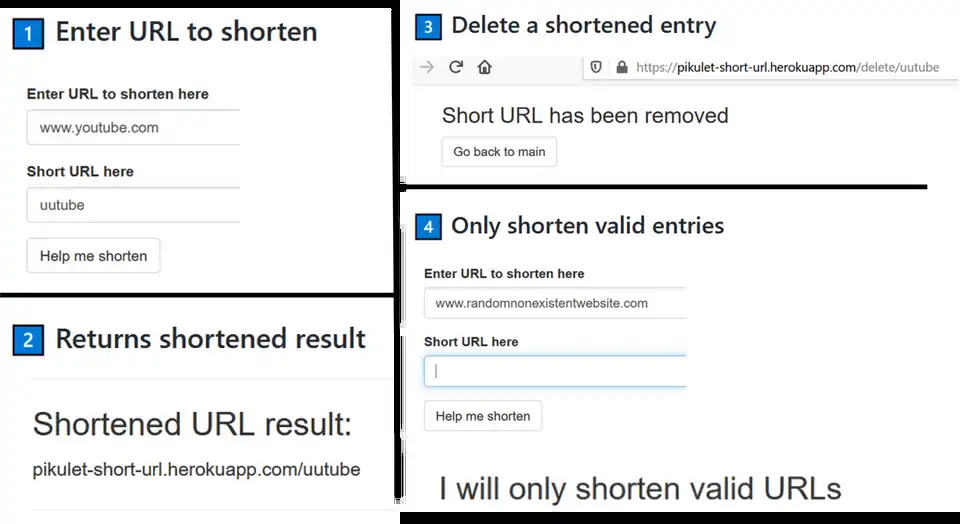 1 Enter URL to shorten
Enter URL to shorten here
www.youtube.com
Short URL here
uutube
Help me shorten
2 Returns shortened result
Shortened URL result:
pikulet-short-url.herokuapp.com/uutube
3 Delete a shortened entry
https://pikulet-short-url.herokuapp.com/delete/uutube
Short URL has been removed
Go back to main
4 Only shorten valid entries
Enter URL to shorten here
www.randomnonexistentwebsite.com
Short URL here
Help me shorten
I will only shorten valid URLs